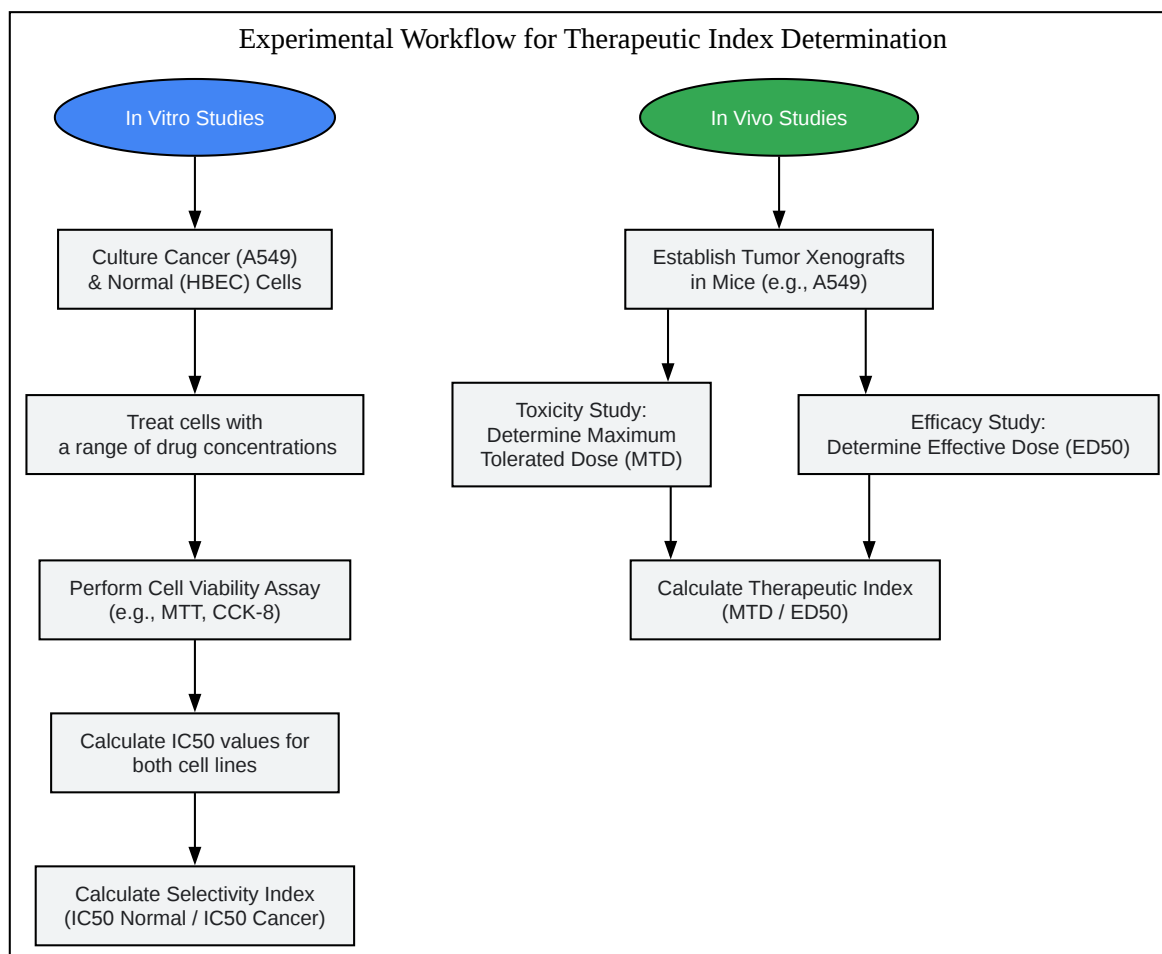 Experimental Workflow for Therapeutic Index Determination
In Vitro Studies
Culture Cancer (A549)
& Normal (HBEC) Cells
Treat cells with
a range of drug concentrations
Perform Cell Viability Assay
(e.g., MTT, CCK-8)
Calculate IC50 values for
both cell lines
Calculate Selectivity Index
(IC50 Normal / IC50 Cancer)
In Vivo Studies
Establish Tumor Xenografts
in Mice (e.g., A549)
Toxicity Study:
Determine Maximum
Tolerated Dose (MTD)
Efficacy Study:
Determine Effective Dose (ED50)
Calculate Therapeutic Index
(MTD / ED50)